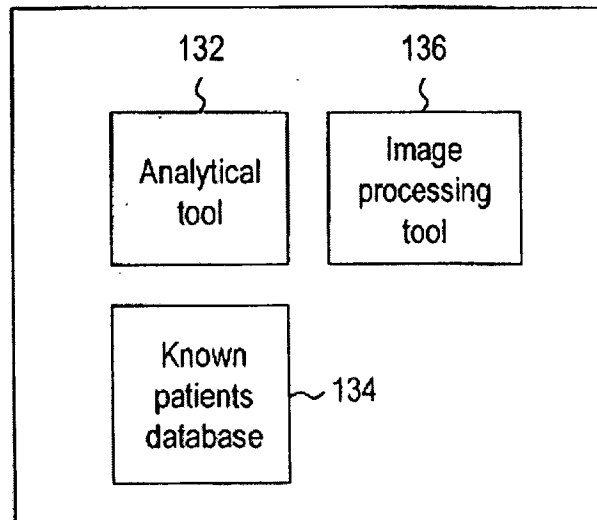 132
136
Analytical
tool
Image
processing
tool
Known
patients
database
134